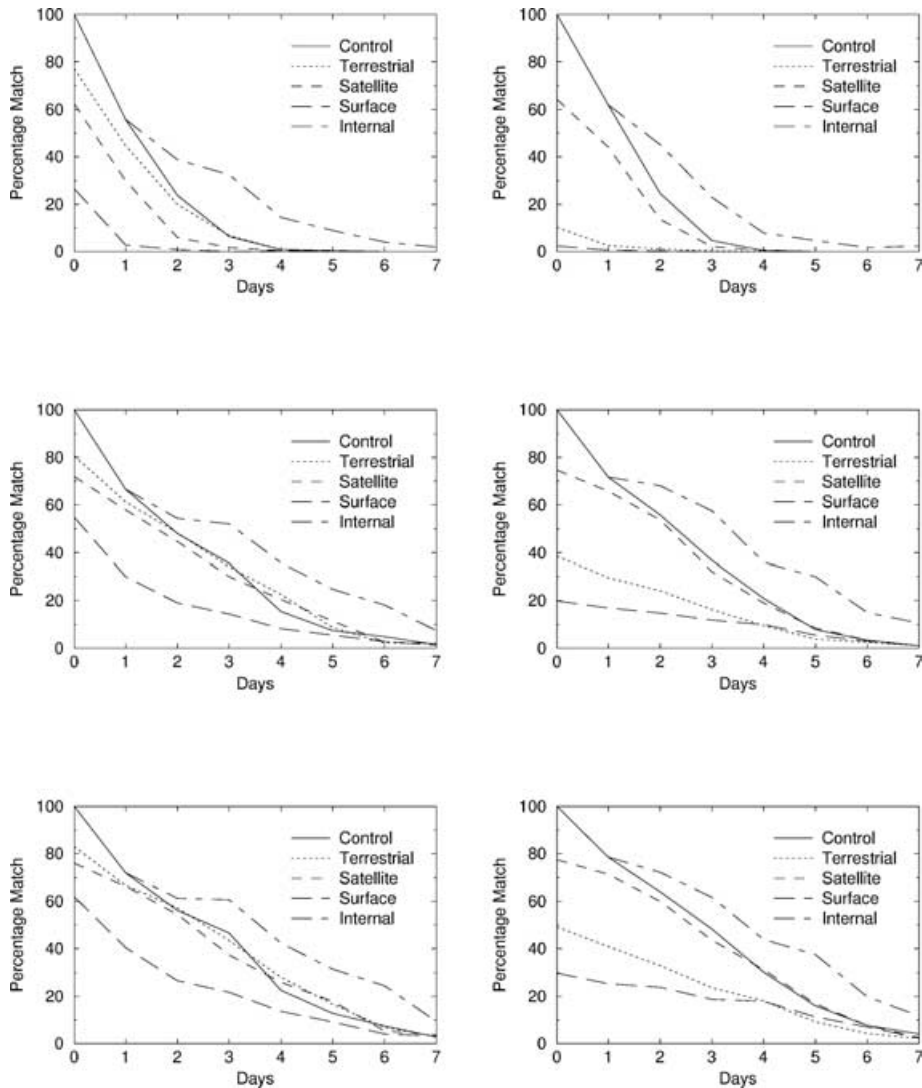 100
80
60
40
20
0
Percentage Match
Control
Terrestrial
Satellite
Surface
Internal
0 1 2 3 4 5 6 7
Days
100
80
60
40
20
0
Percentage Match
Control
Terrestrial
Satellite
Surface
Internal
0 1 2 3 4 5 6 7
Days
100
80
60
40
20
0
Percentage Match
Control
Terrestrial
Satellite
Surface
Internal
0 1 2 3 4 5 6 7
Days
100
80
60
40
20
0
Percentage Match
Control
Terrestrial
Satellite
Surface
Internal
0 1 2 3 4 5 6 7
Days
100
80
60
40
20
0
Percentage Match
Control
Terrestrial
Satellite
Surface
Internal
0 1 2 3 4 5 6 7
Days
100
80
60
40
20
0
Percentage Match
Control
Terrestrial
Satellite
Surface
Internal
0 1 2 3 4 5 6 7
Days